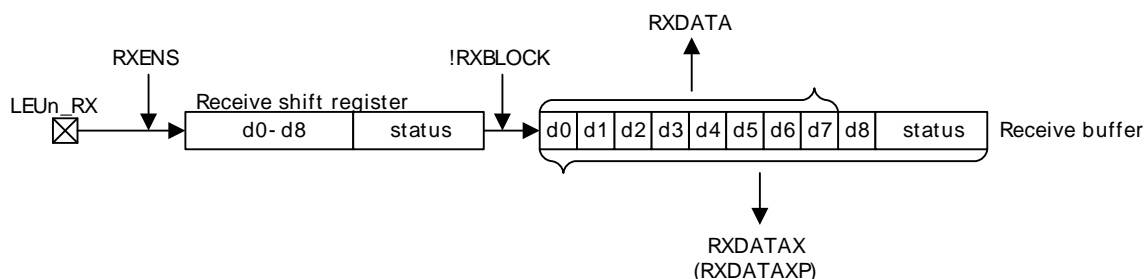 RXDATA
RXENS
!RXBLOCK
LEUn_RX
Receive shift register
d0- d8 status
d0 d1 d2 d3 d4 d5 d6 d7 d8 status
Receive buffer
RXDATAX
(RXDATAXP)